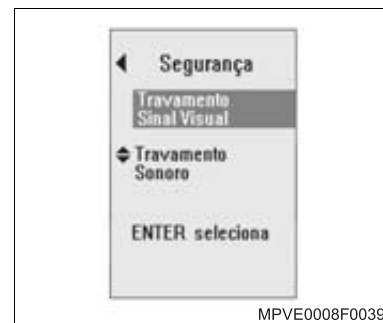 Segurança
Travamento
Sinal Visual
Travamento
Sonoro
ENTER seleciona
MPVE0008F0039